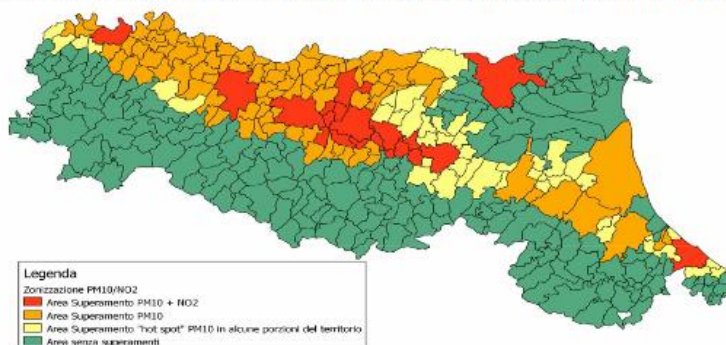 Legenda
Zonizzazione PM10/NO2
Area Superamento PM10 + NO2
Area Superamento PM10
Area Superamento "hot spot" PM10 in alcune porzioni del territorio
Area senza superamenti